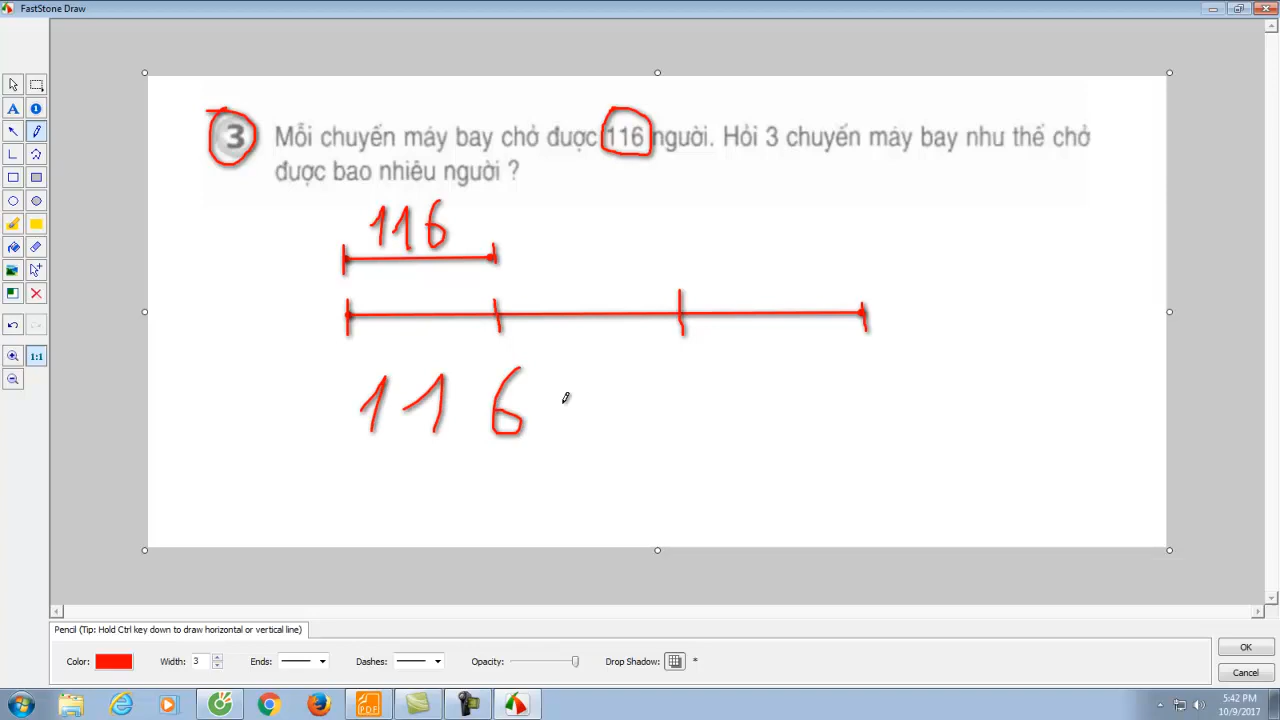 FastStone Draw
3 Mỗi chuyến máy bay chở được 116 người. Hỏi 3 chuyến máy bay như thế chở
được bao nhiêu người ?
116
116
Pencil (Tip: Hold Ctrl key down to draw horizontal or vertical line)
Color: Width: 3 Ends: Dashes: Opacity: Drop Shadow: *
OK
Cancel
1:1
A
1
PDF
5:42 PM
10/9/2017